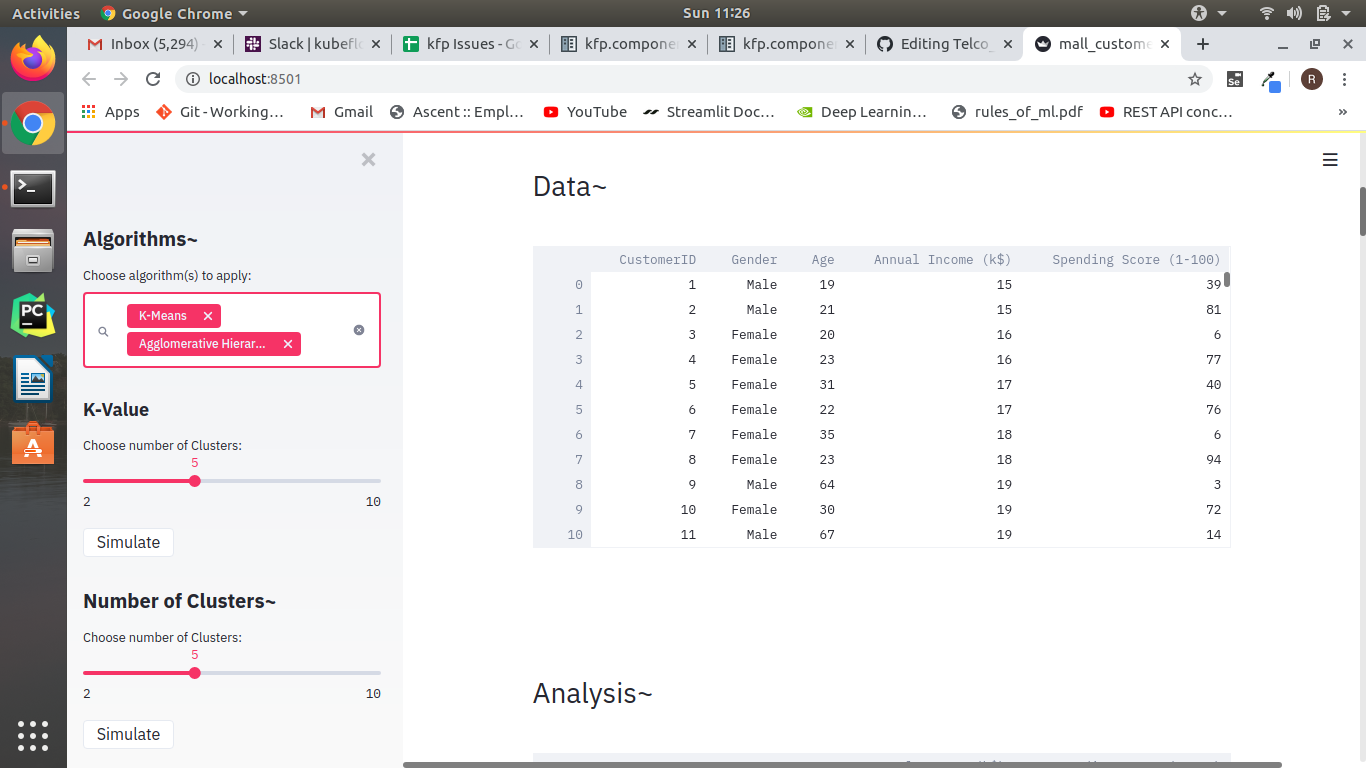 Activities Google Chrome Sun 11:26
Inbox (5,294) Slack | kubeflo kfp Issues - Go kfp.componen kfp.componen Editing Telco_ mall_custome
localhost:8501 Se R
Apps Git - Working... Gmail Ascent :: Empl... YouTube Streamlit Doc... Deep Learnin... rules_of_ml.pdf REST API conc... »
Algorithms~
Choose algorithm(s) to apply:
K-Means
Agglomerative Hierar...
K-Value
Choose number of Clusters:
5
2 10
Simulate
Number of Clusters~
Choose number of Clusters:
5
2 10
Simulate
Data~
CustomerID Gender Age Annual Income (k$) Spending Score (1-100)
0 1 Male 19 15 39
1 2 Male 21 15 81
2 3 Female 20 16 6
3 4 Female 23 16 77
4 5 Female 31 17 40
5 6 Female 22 17 76
6 7 Female 35 18 6
7 8 Female 23 18 94
8 9 Male 64 19 3
9 10 Female 30 19 72
10 11 Male 67 19 14
Analysis~
PC
A